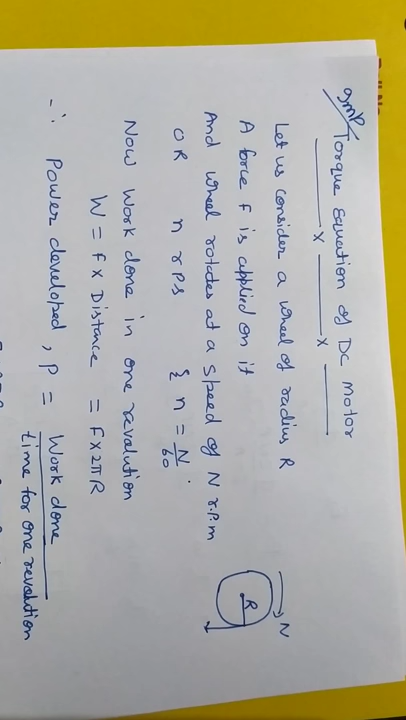 Imp Torque Equation of DC Motor
x x
Let us consider a wheel of radius R
A force F is applied on it
And wheel rotates at a speed of N r.p.m
OR n rps { n = N/60
N
R
Now Work done in one revolution
W = F x Distance = F x 2πR
∴ Power developed, P = Work done / time for one revolution